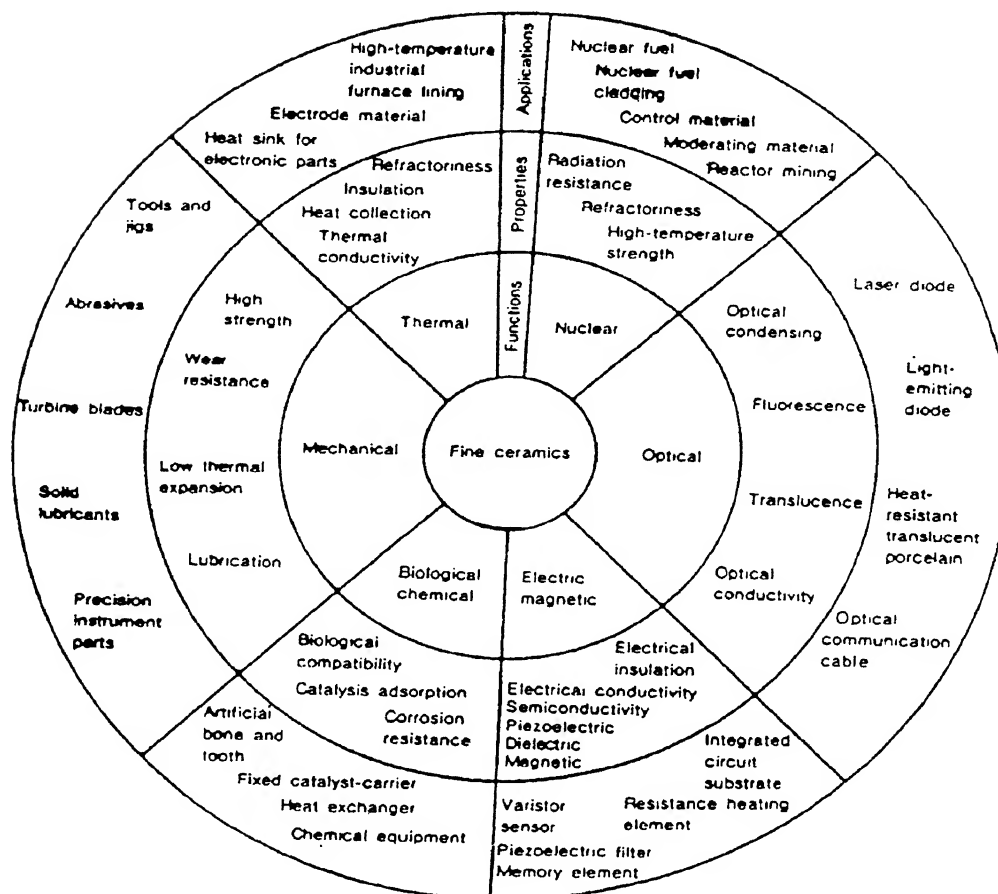 Applications
Properties
Functions
Fine ceramics
Thermal
Refractoriness
Insulation
Heat collection
Thermal
conductivity
High-temperature
industrial
furnace lining
Electrode material
Heat sink for
electronic parts
Nuclear
Radiation
resistance
Refractoriness
High-temperature
strength
Nuclear fuel
Nuclear fuel
cladding
Control material
Moderating material
Reactor mining
Optical
Optical
condensing
Fluorescence
Translucence
Optical
conductivity
Laser diode
Light-
emitting
diode
Heat-
resistant
translucent
porcelain
Optical
communication
cable
Electric
magnetic
Electrical
insulation
Electrical conductivity
Semiconductivity
Piezoelectric
Dielectric
Magnetic
Integrated
circuit
substrate
Varistor
sensor
Resistance heating
element
Piezoelectric filter
Memory element
Biological
chemical
Biological
compatibility
Catalysis adsorption
Corrosion
resistance
Artificial
bone and
tooth
Fixed catalyst-carrier
Heat exchanger
Chemical equipment
Mechanical
High
strength
Wear
resistance
Low thermal
expansion
Lubrication
Tools and
jigs
Abrasives
Turbine blades
Solid
lubricants
Precision
instrument
parts